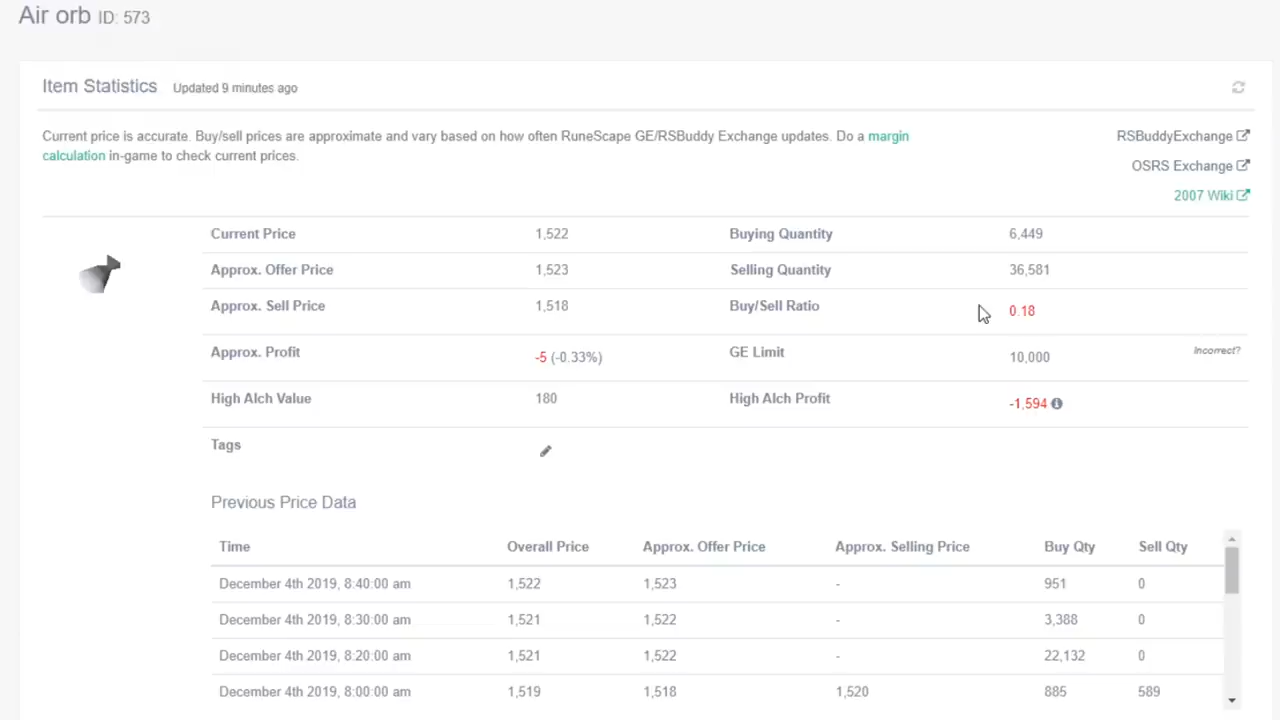 Air orb ID: 573
Item Statistics Updated 9 minutes ago
Current price is accurate. Buy/sell prices are approximate and vary based on how often RuneScape GE/RSBuddy Exchange updates. Do a margin
calculation in-game to check current prices.
RSBuddyExchange
OSRS Exchange
2007 Wiki
Current Price 1,522 Buying Quantity 6,449
Approx. Offer Price 1,523 Selling Quantity 36,581
Approx. Sell Price 1,518 Buy/Sell Ratio 0.18
Approx. Profit -5 (-0.33%) GE Limit 10,000 Incorrect?
High Alch Value 180 High Alch Profit -1,594
Tags
Previous Price Data
Time Overall Price Approx. Offer Price Approx. Selling Price Buy Qty Sell Qty
December 4th 2019, 8:40:00 am 1,522 1,523 - 951 0
December 4th 2019, 8:30:00 am 1,521 1,522 - 3,388 0
December 4th 2019, 8:20:00 am 1,521 1,522 - 22,132 0
December 4th 2019, 8:00:00 am 1,519 1,518 1,520 885 589